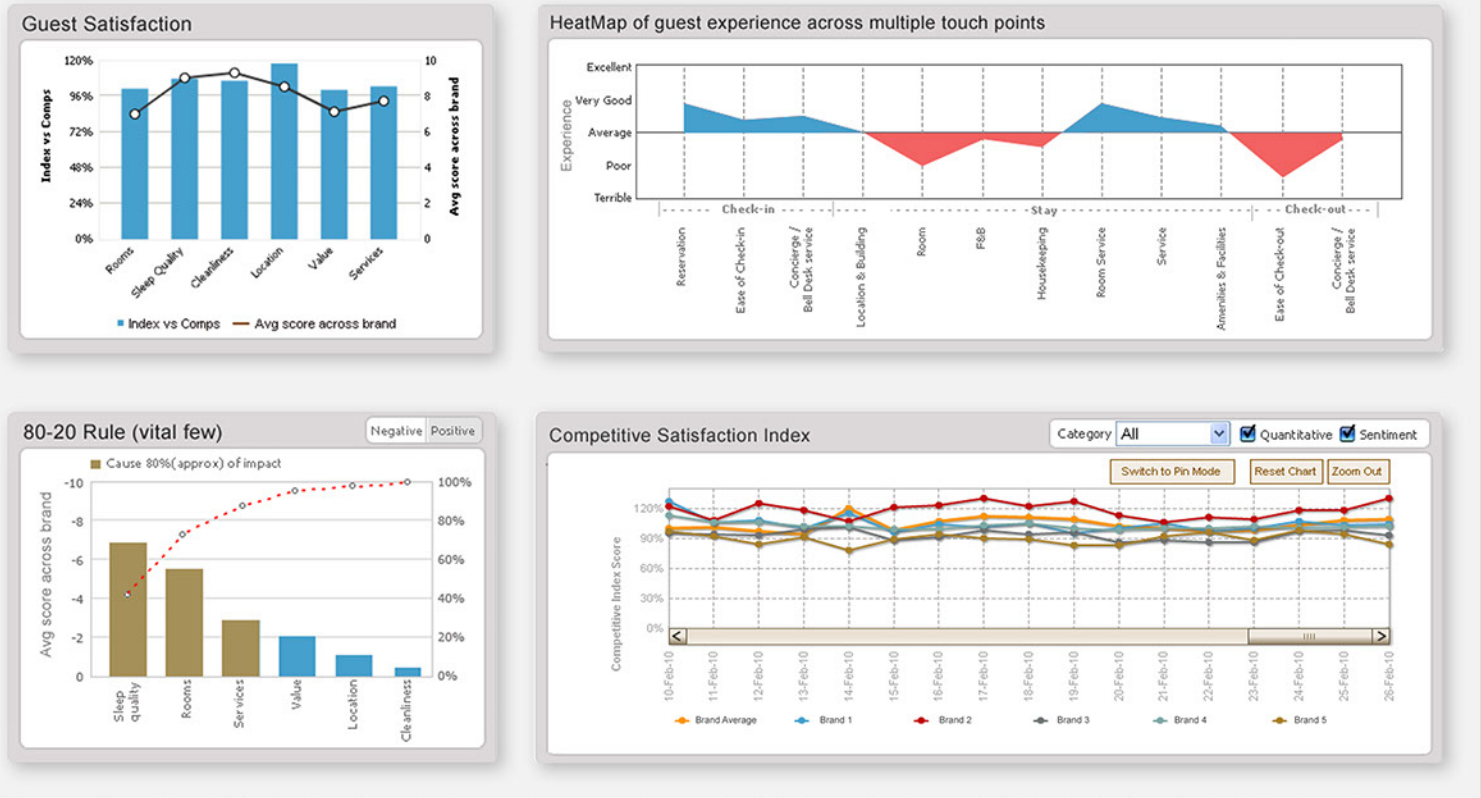 Guest Satisfaction
120%
96%
72%
48%
24%
0%
Index vs Comps
10
8
6
4
2
0
Avg score across brand
Rooms
Sleep Quality
Cleanliness
Location
Value
Services
Index vs Comps
Avg score across brand
HeatMap of guest experience across multiple touch points
Experience
Excellent
Very Good
Average
Poor
Terrible
Check-in
Stay
Check-out
Reservation
Ease of Check-in
Concierge /
Bell Desk service
Location & Building
Room
F&B
Housekeeping
Room Service
Service
Amenities & Facilities
Ease of Check-out
Concierge /
Bell Desk service
80-20 Rule (vital few)
Negative Positive
Cause 80%(approx) of impact
Avg score across brand
-10
-8
-6
-4
-2
0
100%
80%
60%
40%
20%
0%
Sleep
quality
Rooms
Services
Value
Location
Cleanliness
Competitive Satisfaction Index
Category All Quantitative Sentiment
Switch to Pin Mode Reset Chart Zoom Out
Competitive Index Score
120%
90%
60%
30%
0%
10-Feb-10
11-Feb-10
12-Feb-10
13-Feb-10
14-Feb-10
15-Feb-10
16-Feb-10
17-Feb-10
18-Feb-10
19-Feb-10
20-Feb-10
21-Feb-10
22-Feb-10
23-Feb-10
24-Feb-10
25-Feb-10
26-Feb-10
Brand Average Brand 1 Brand 2 Brand 3 Brand 4 Brand 5